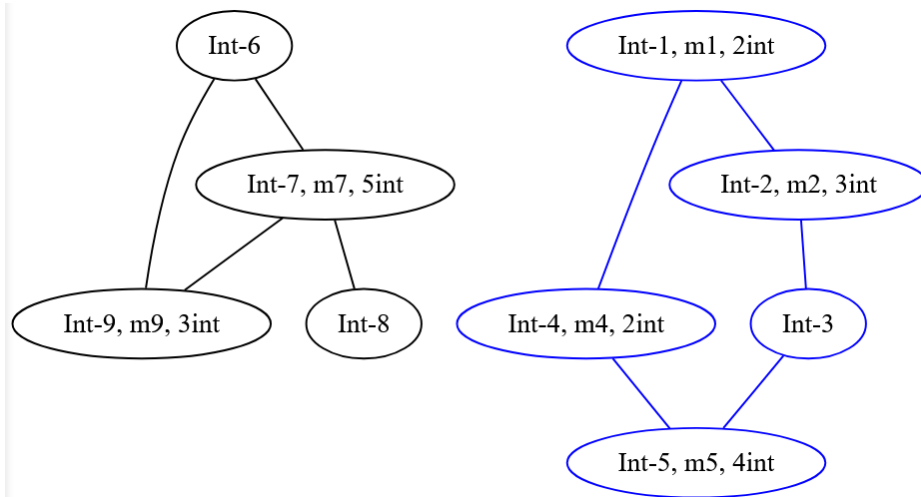 Int-6
Int-1, m1, 2int
Int-7, m7, 5int
Int-2, m2, 3int
Int-9, m9, 3int
Int-8
Int-4, m4, 2int
Int-3
Int-5, m5, 4int